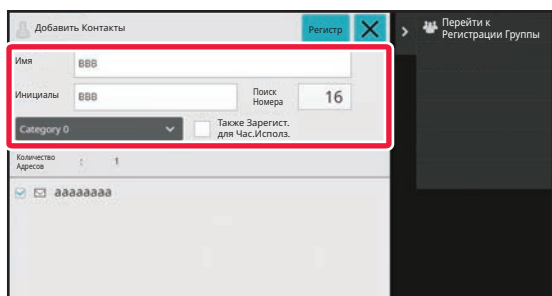 Добавить Контакты
Регистр
Перейти к
Регистрации Группы
Имя
BBB
Инициалы
BBB
Поиск
Номера
16
Category 0
Также Зарегист.
для Час.Исполз.
Количество
Адресов
:
1
aaaaaaaa